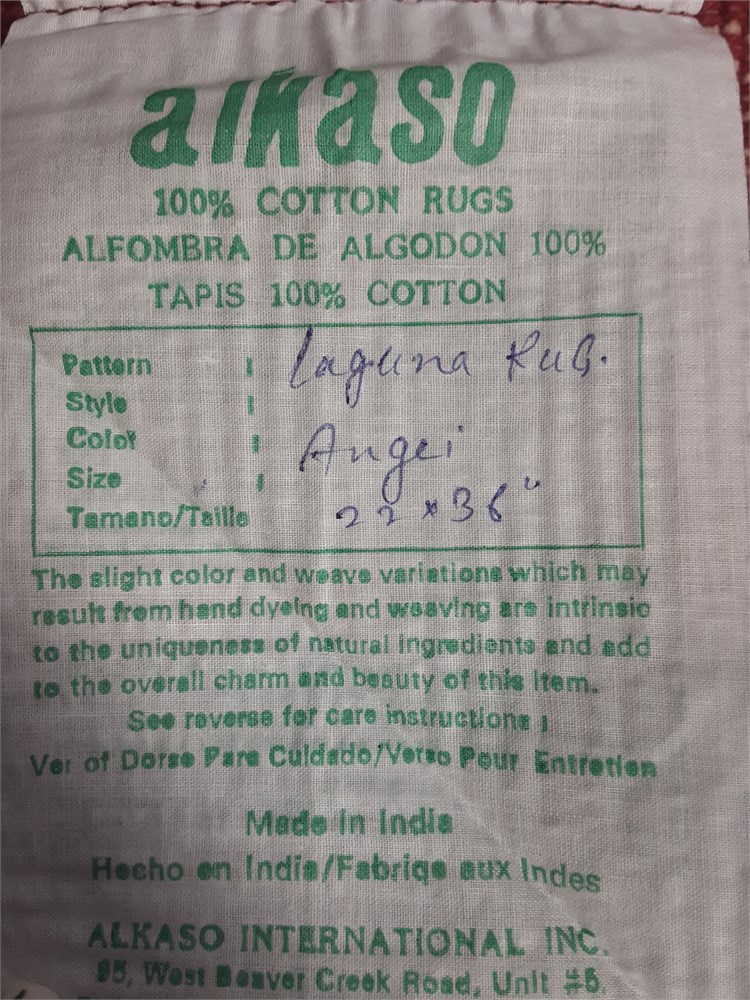 alkaso
100% COTTON RUGS
ALFOMBRA DE ALGODON 100%
TAPIS 100% COTTON
Pattern : Laguna Rug.
Style :
Color :
Size :
Tamano/Taille 22 x 36"
The slight color and weave variations which may
result from hand dyeing and weaving are intrinsic
to the uniqueness of natural ingredients and add
to the overall charm and beauty of this item.
See reverse for care instructions :
Ver of Dorse Para Cuidado/Verso Pour Entretien
Made in India
Hecho en India/Fabriqe aux Indes
ALKASO INTERNATIONAL INC.
95, West Beaver Creek Road, Unit #6.